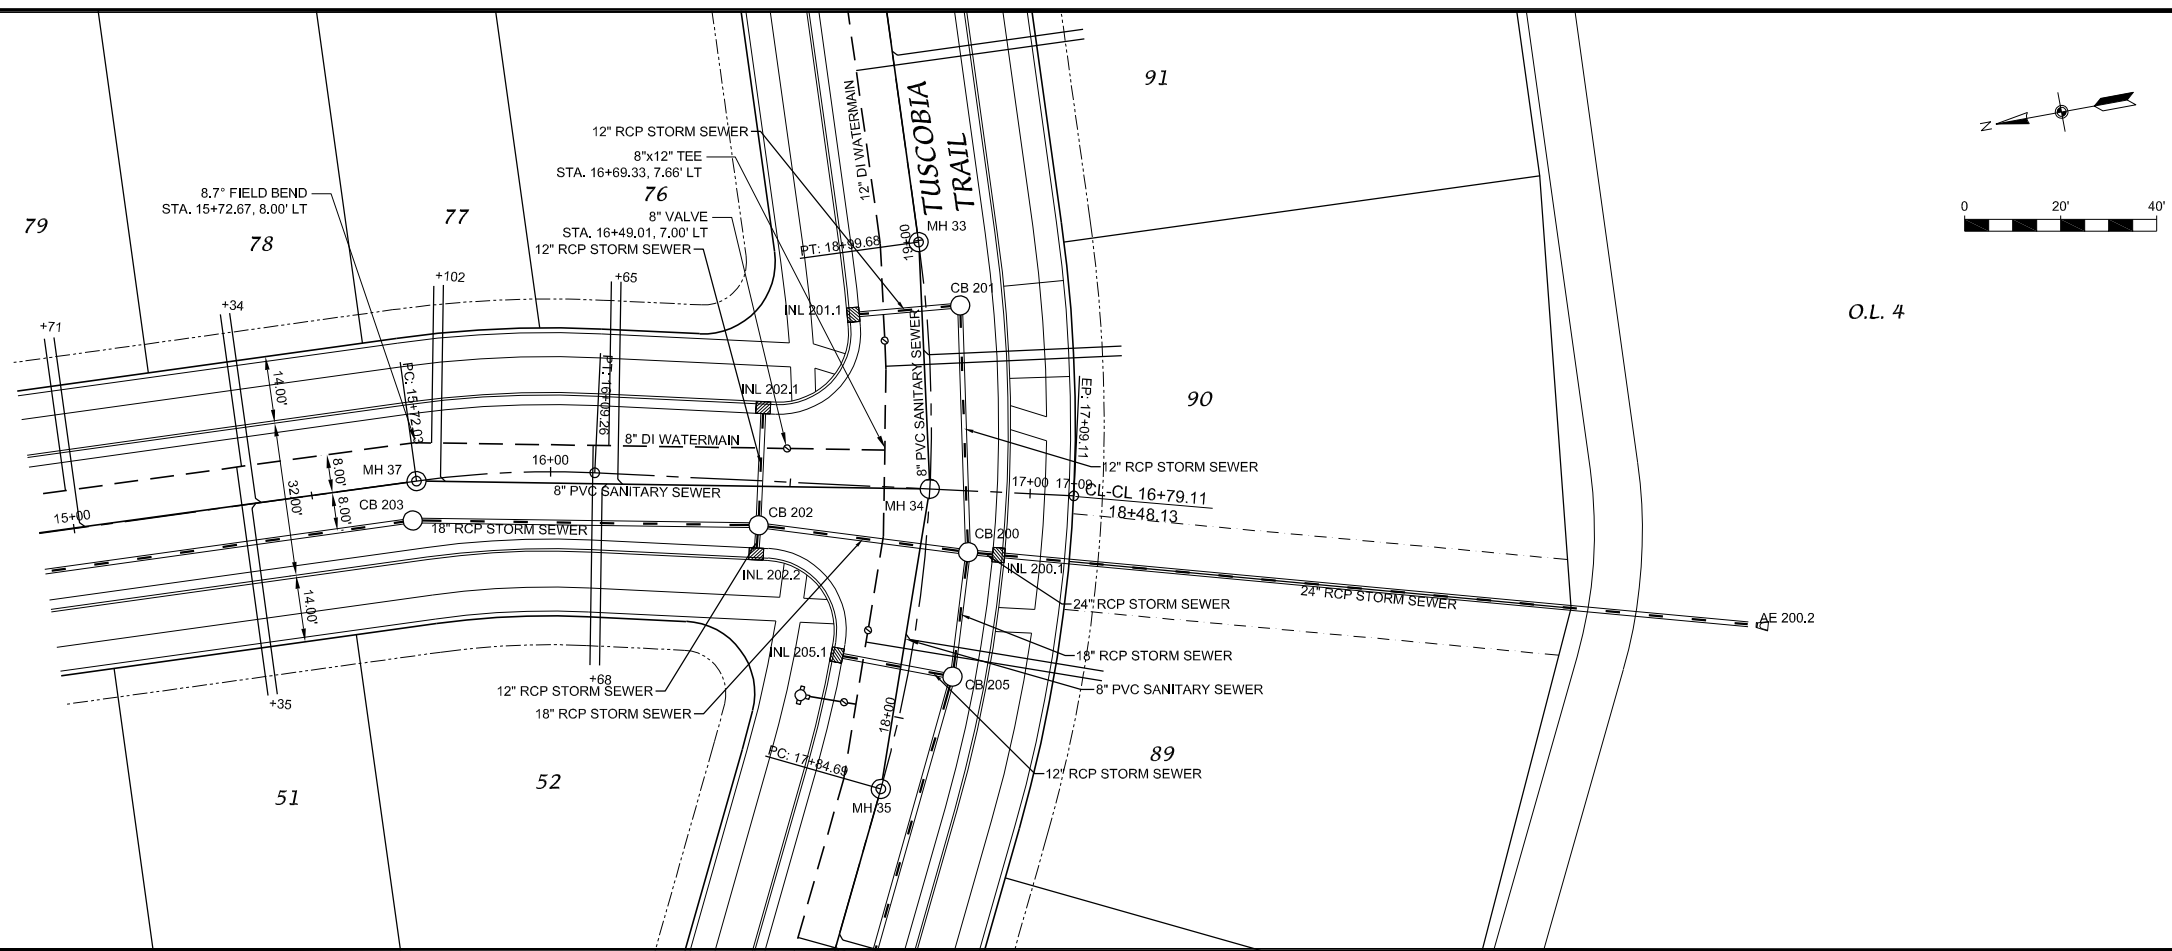 91
12" RCP STORM SEWER
8"x12" TEE
STA. 16+69.33, 7.66' LT
76
8" VALVE
STA. 16+49.01, 7.00' LT
12" RCP STORM SEWER
8.7° FIELD BEND
STA. 15+72.67, 8.00' LT
79
78
77
12" DI WATERMAIN
TUSCOBIA
TRAIL
N
0 20' 40'
MH 33
PT: 18+99.68
19+00
+102
+65
+34
+71
CB 201
INL 201.1
O.L. 4
8" PVC SANITARY SEWER
PC: 15+72.03
PT: 16+09.26
14.00'
INL 202.1
EP: 17+09.11
90
8" DI WATERMAIN
16+00
MH 37
8.00'
32.00'
8.00'
8" PVC SANITARY SEWER
12" RCP STORM SEWER
17+00
17+09
CL-CL 16+79.11
18+48.13
MH 34
15+00
CB 203
18" RCP STORM SEWER
CB 202
CB 200
INL 200.1
INL 202.2
14.00'
24" RCP STORM SEWER
24" RCP STORM SEWER
AE 200.2
INL 205.1
18" RCP STORM SEWER
CB 205
8" PVC SANITARY SEWER
+68
+35
12" RCP STORM SEWER
18" RCP STORM SEWER
18+00
PC: 17+84.69
89
12" RCP STORM SEWER
51
52
MH 35